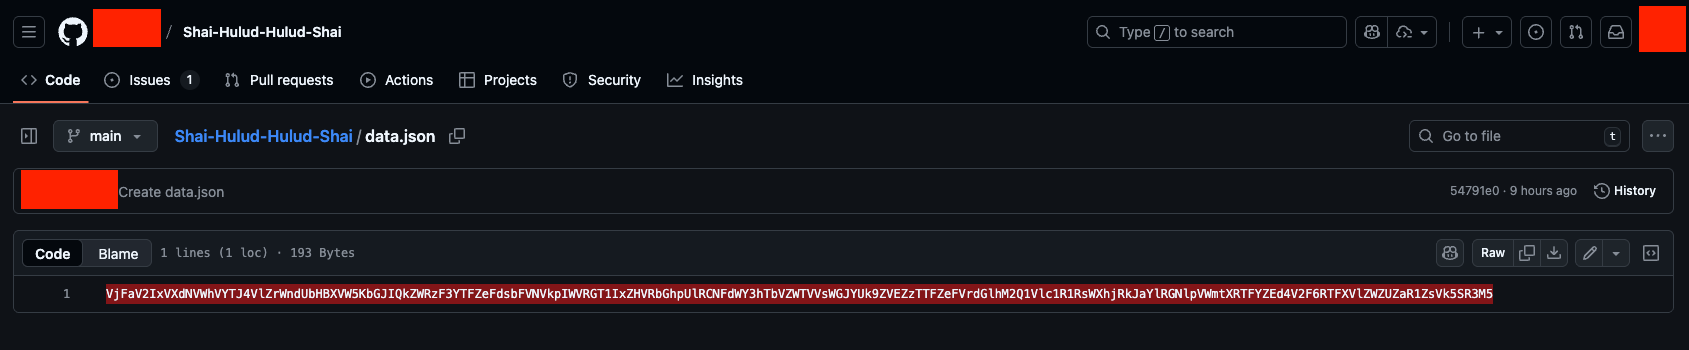 / Shai-Hulud-Hulud-Shai
Type / to search
Code
Issues 1
Pull requests
Actions
Projects
Security
Insights
main
Shai-Hulud-Hulud-Shai/data.json
Go to file
t
Create data.json
54791e0 · 9 hours ago
History
Code
Blame
1 lines (1 loc) · 193 Bytes
Raw
1
VjFaV2IxVXdNVWhVYTJ4VlZrWndUbHBXVW5KbGJIQkZWRzF3YTFZeFdsbFVNVkpIWVRGT1IxZHVRbGhpUlRCNFdWY3hTbVZWTVVsWGJYUk9ZVEZzTTFZeFVrdGlhM2Q1Vlc1R1RsWXhjRkJaYlRGNlpVWmtXRTFYZEd4V2F6RTFXVlZWZUZaR1ZsVk5SR3M5